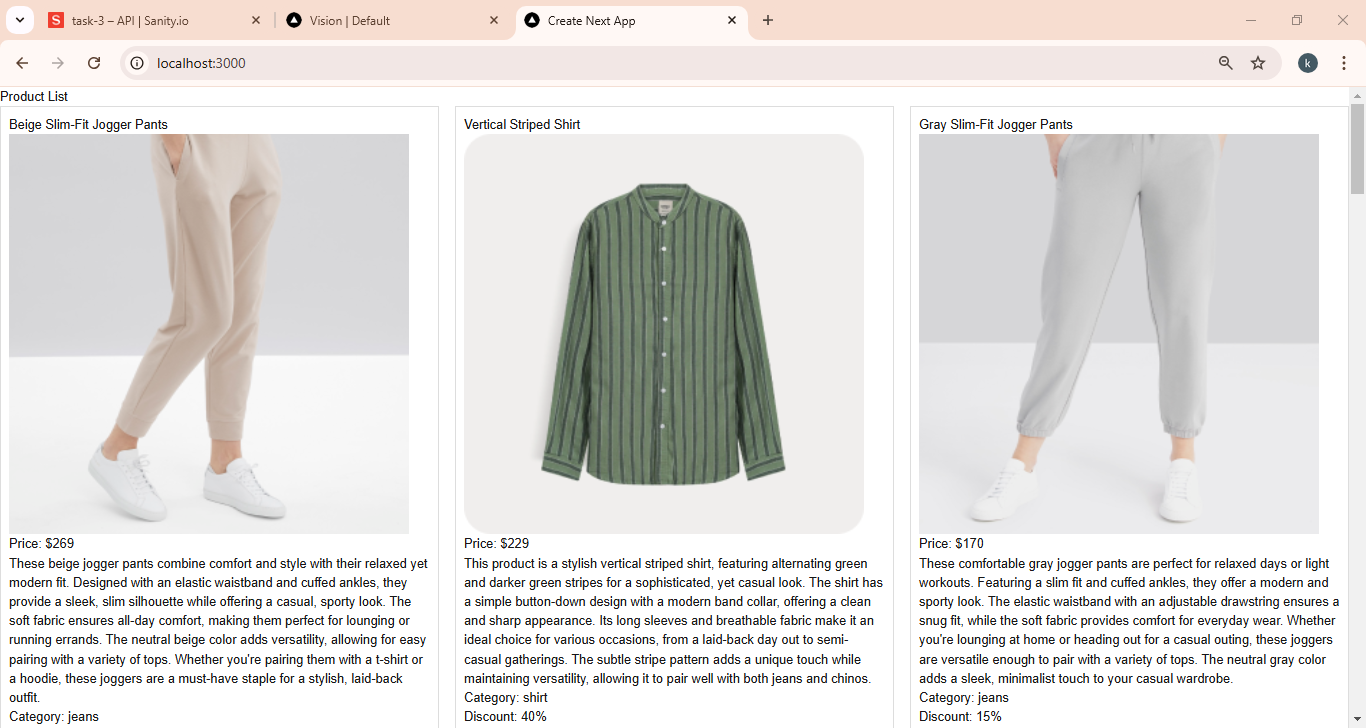 task-3 – API | Sanity.io
Vision | Default
Create Next App
localhost:3000
k
Product List
Beige Slim-Fit Jogger Pants
Price: $269
These beige jogger pants combine comfort and style with their relaxed yet
modern fit. Designed with an elastic waistband and cuffed ankles, they
provide a sleek, slim silhouette while offering a casual, sporty look. The
soft fabric ensures all-day comfort, making them perfect for lounging or
running errands. The neutral beige color adds versatility, allowing for easy
pairing with a variety of tops. Whether you're pairing them with a t-shirt or
a hoodie, these joggers are a must-have staple for a stylish, laid-back
outfit.
Category: jeans
Vertical Striped Shirt
Price: $229
This product is a stylish vertical striped shirt, featuring alternating green
and darker green stripes for a sophisticated, yet casual look. The shirt has
a simple button-down design with a modern band collar, offering a clean
and sharp appearance. Its long sleeves and breathable fabric make it an
ideal choice for various occasions, from a laid-back day out to semi-
casual gatherings. The subtle stripe pattern adds a unique touch while
maintaining versatility, allowing it to pair well with both jeans and chinos.
Category: shirt
Discount: 40%
Gray Slim-Fit Jogger Pants
Price: $170
These comfortable gray jogger pants are perfect for relaxed days or light
workouts. Featuring a slim fit and cuffed ankles, they offer a modern and
sporty look. The elastic waistband with an adjustable drawstring ensures a
snug fit, while the soft fabric provides comfort for everyday wear. Whether
you're lounging at home or heading out for a casual outing, these joggers
are versatile enough to pair with a variety of tops. The neutral gray color
adds a sleek, minimalist touch to your casual wardrobe.
Category: jeans
Discount: 15%